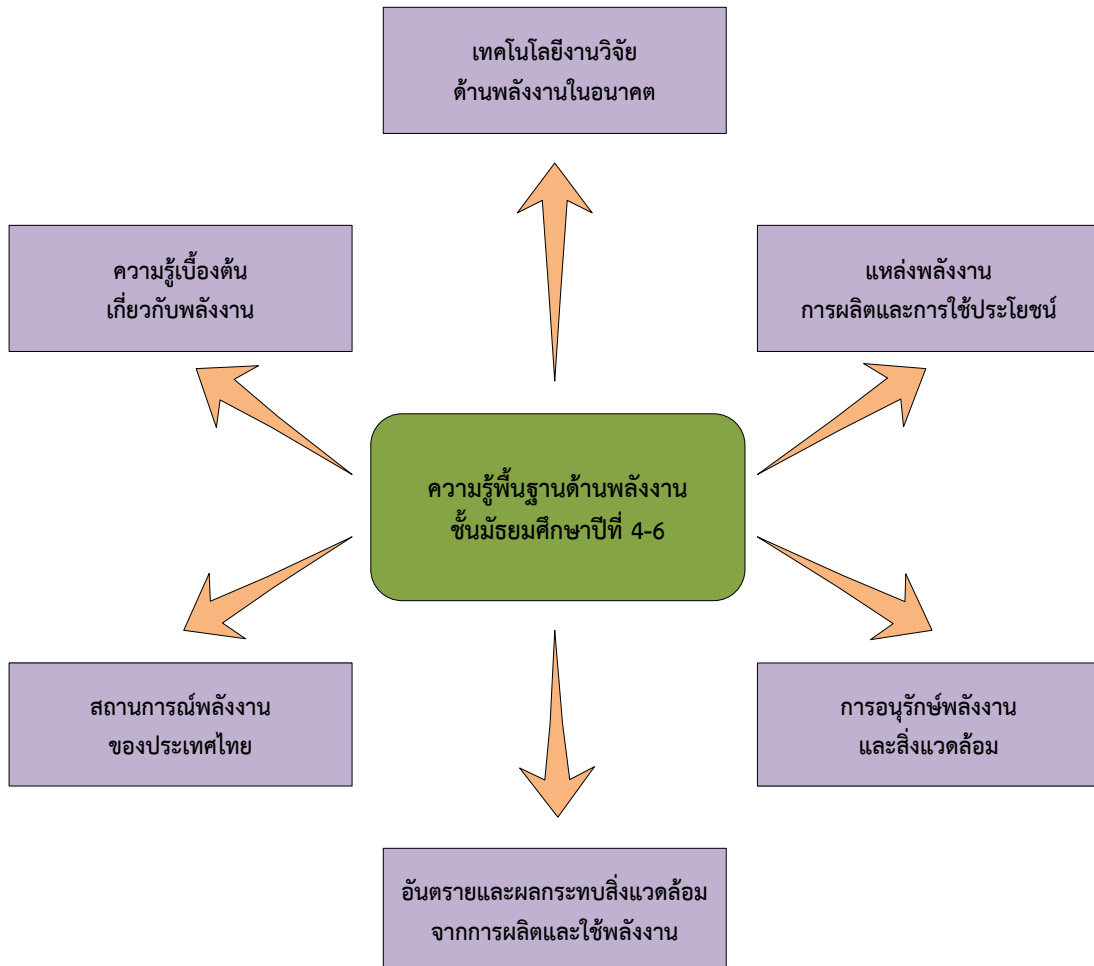 เทคโนโลยีงานวิจัย
ด้านพลังงานในอนาคต
ความรู้เบื้องต้น
เกี่ยวกับพลังงาน
แหล่งพลังงาน
การผลิตและการใช้ประโยชน์
ความรู้พื้นฐานด้านพลังงาน
ชั้นมัธยมศึกษาปีที่ 4-6
สถานการณ์พลังงาน
ของประเทศไทย
การอนุรักษ์พลังงาน
และสิ่งแวดล้อม
อันตรายและผลกระทบสิ่งแวดล้อม
จากการผลิตและใช้พลังงาน